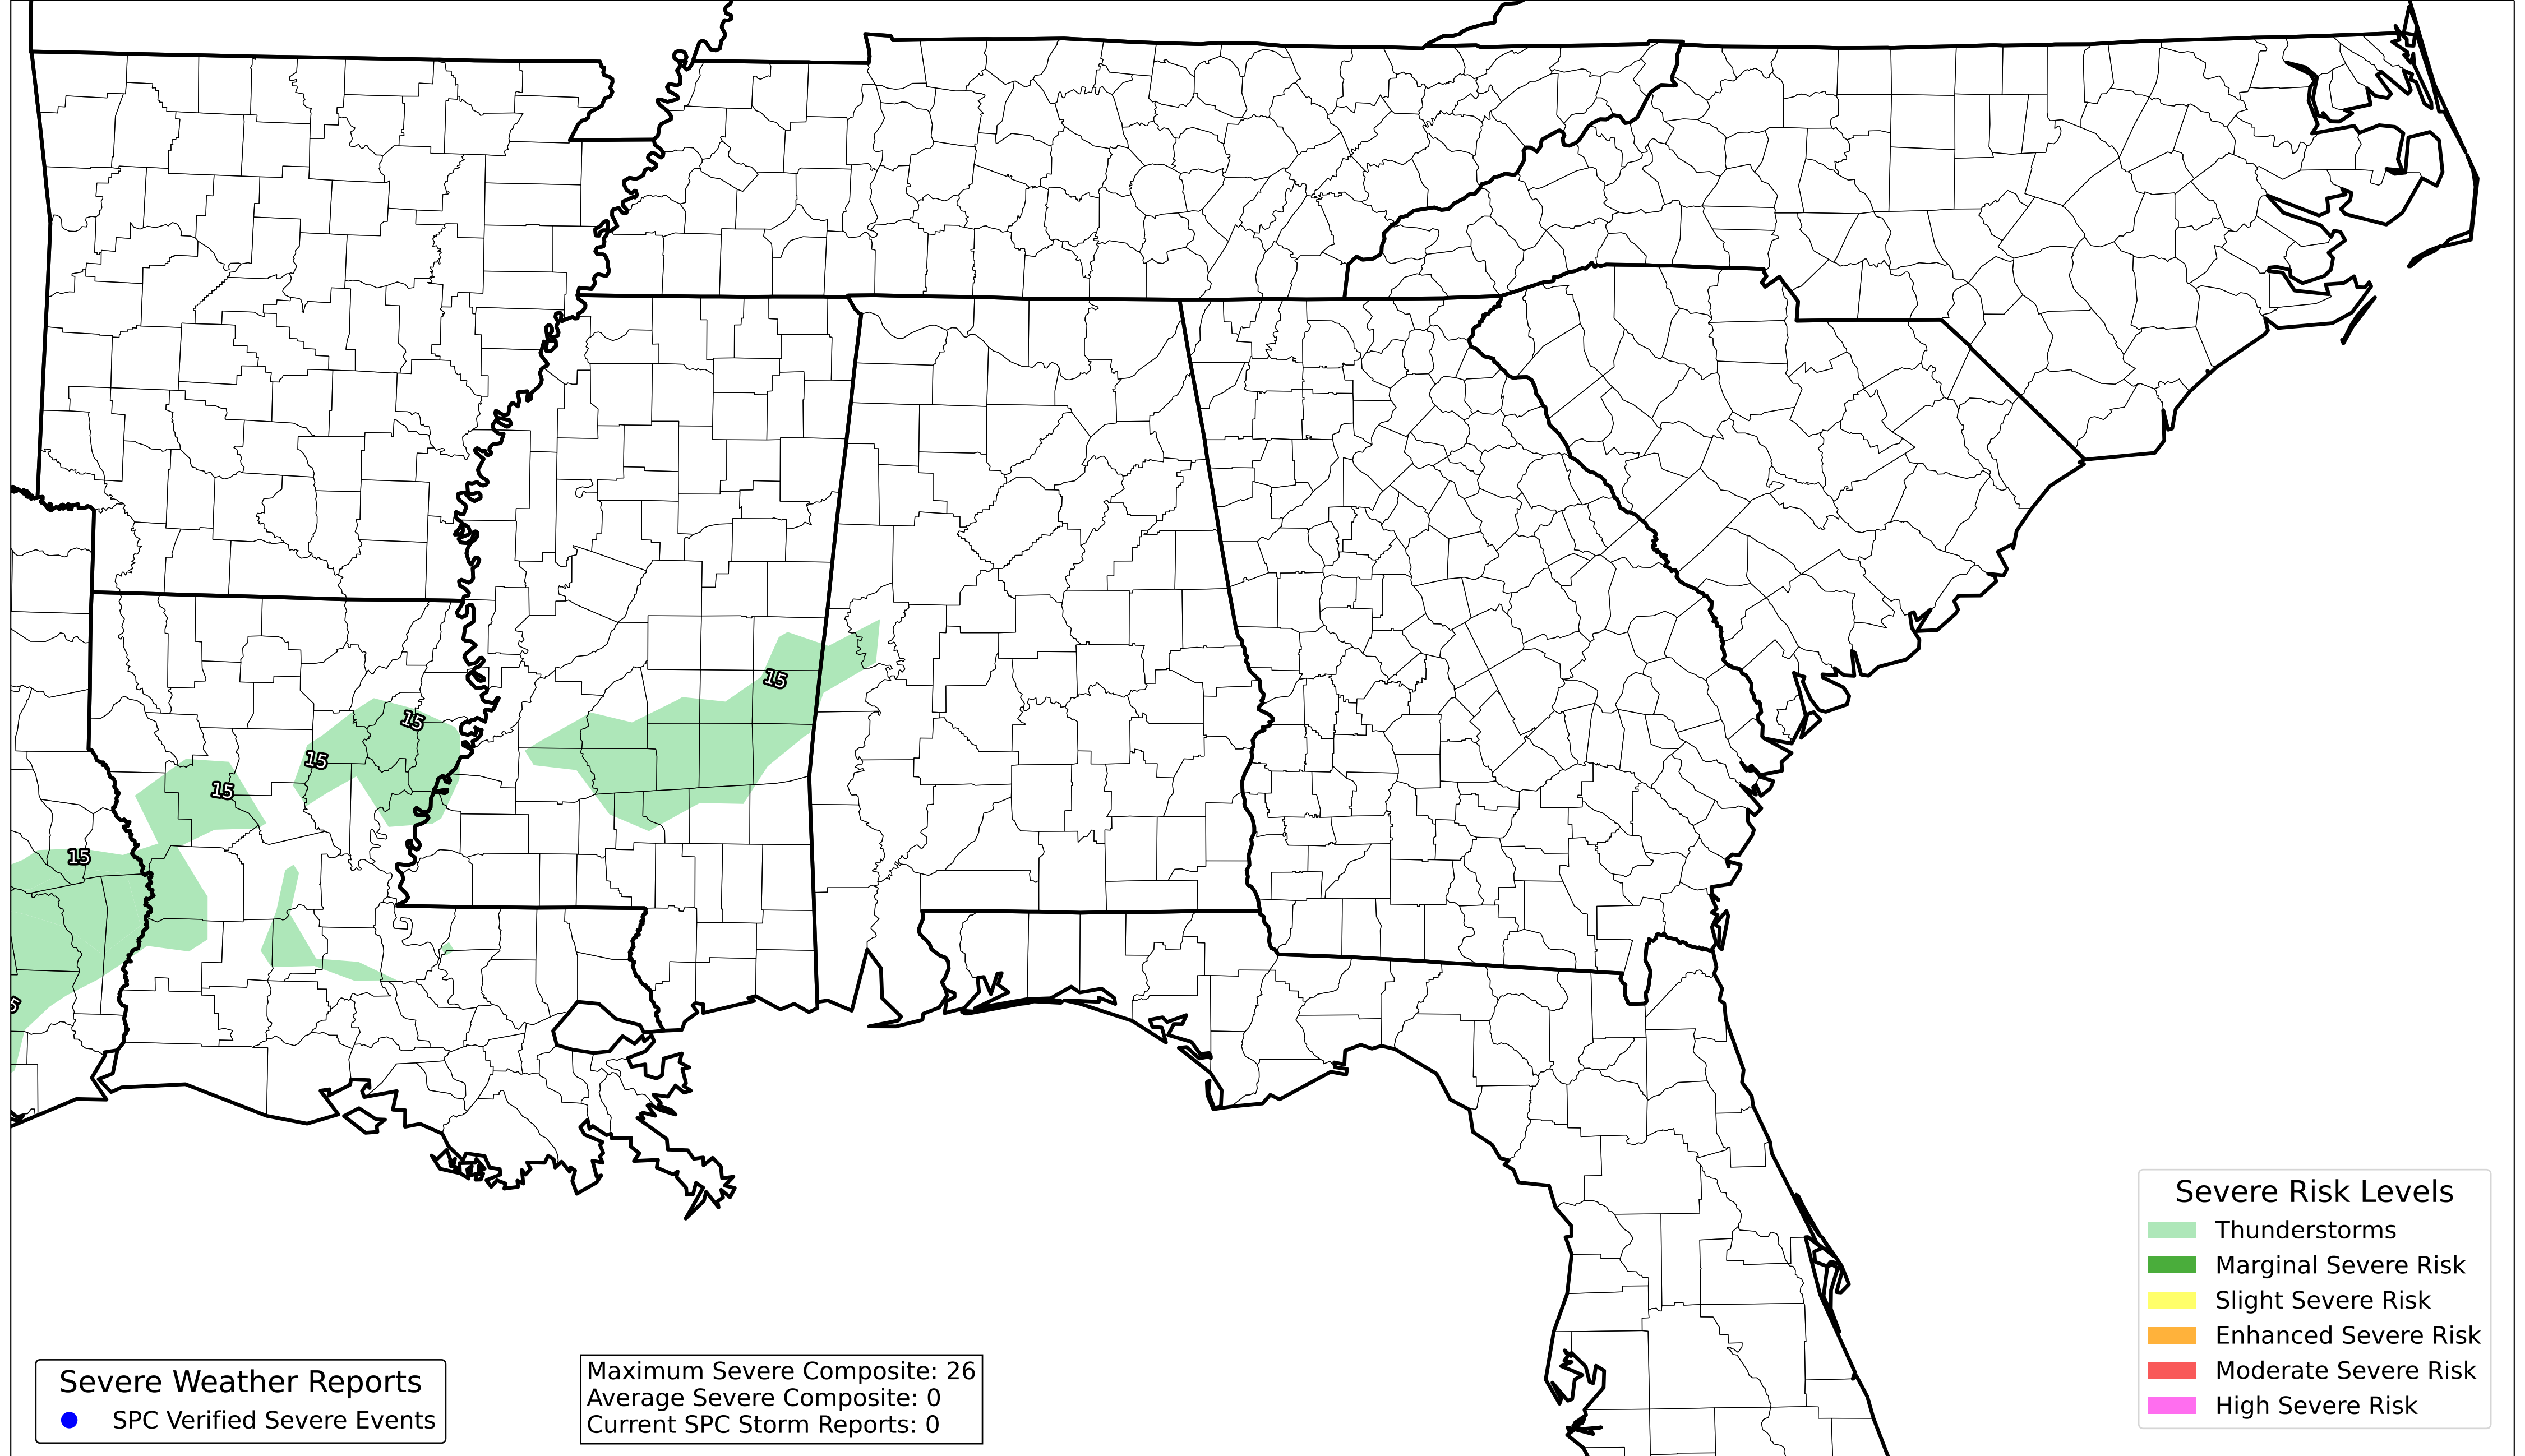 15
15
15
15
15
5
Severe Risk Levels
Thunderstorms
Marginal Severe Risk
Slight Severe Risk
Enhanced Severe Risk
Moderate Severe Risk
High Severe Risk
Severe Weather Reports
SPC Verified Severe Events
Maximum Severe Composite: 26
Average Severe Composite: 0
Current SPC Storm Reports: 0